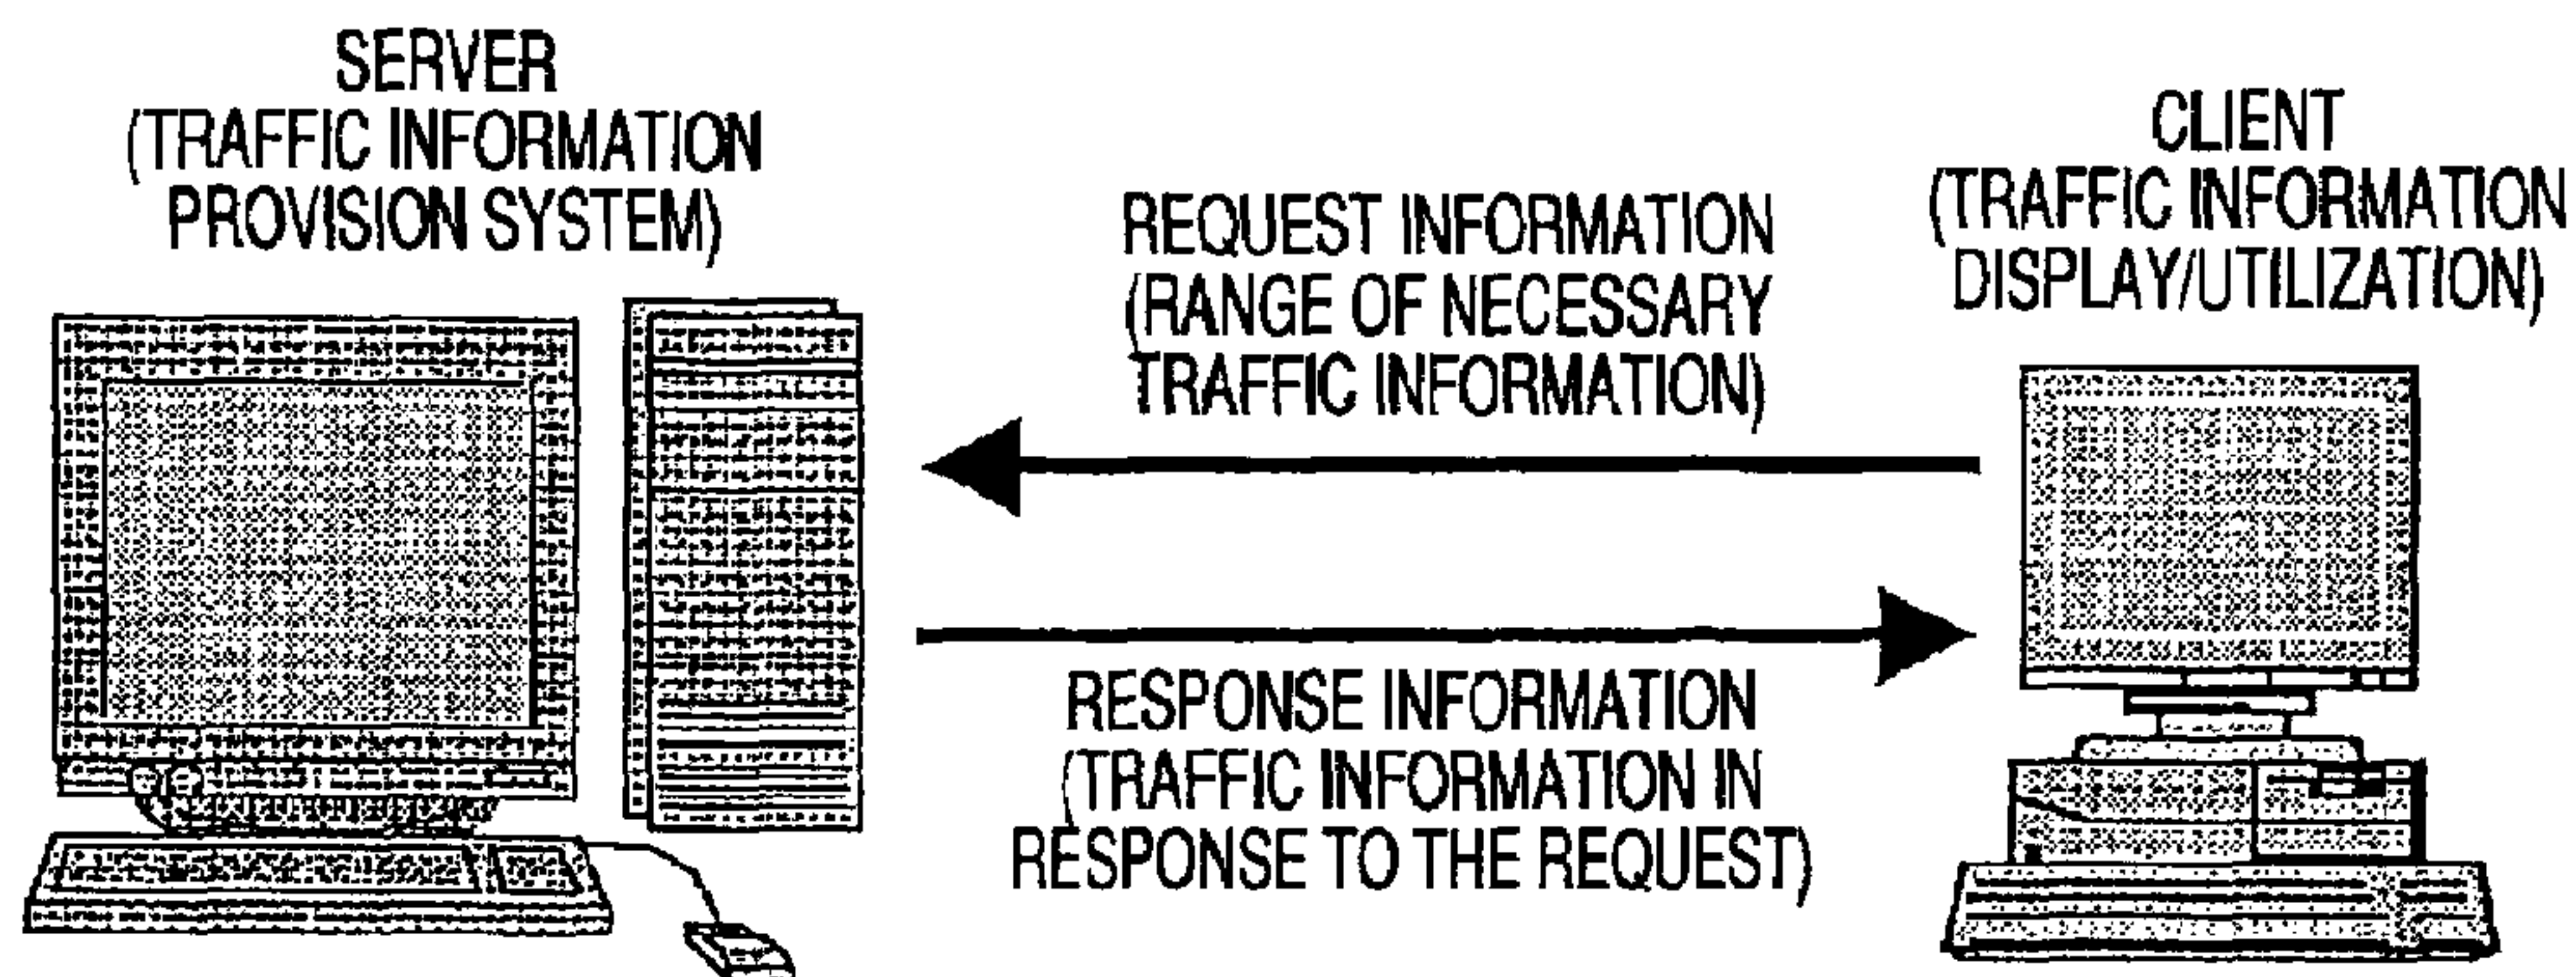 SERVER
(TRAFFIC INFORMATION
PROVISION SYSTEM)
REQUEST INFORMATION
(RANGE OF NECESSARY
TRAFFIC INFORMATION)
CLIENT
(TRAFFIC INFORMATION
DISPLAY/UTILIZATION)
RESPONSE INFORMATION
(TRAFFIC INFORMATION IN
RESPONSE TO THE REQUEST)